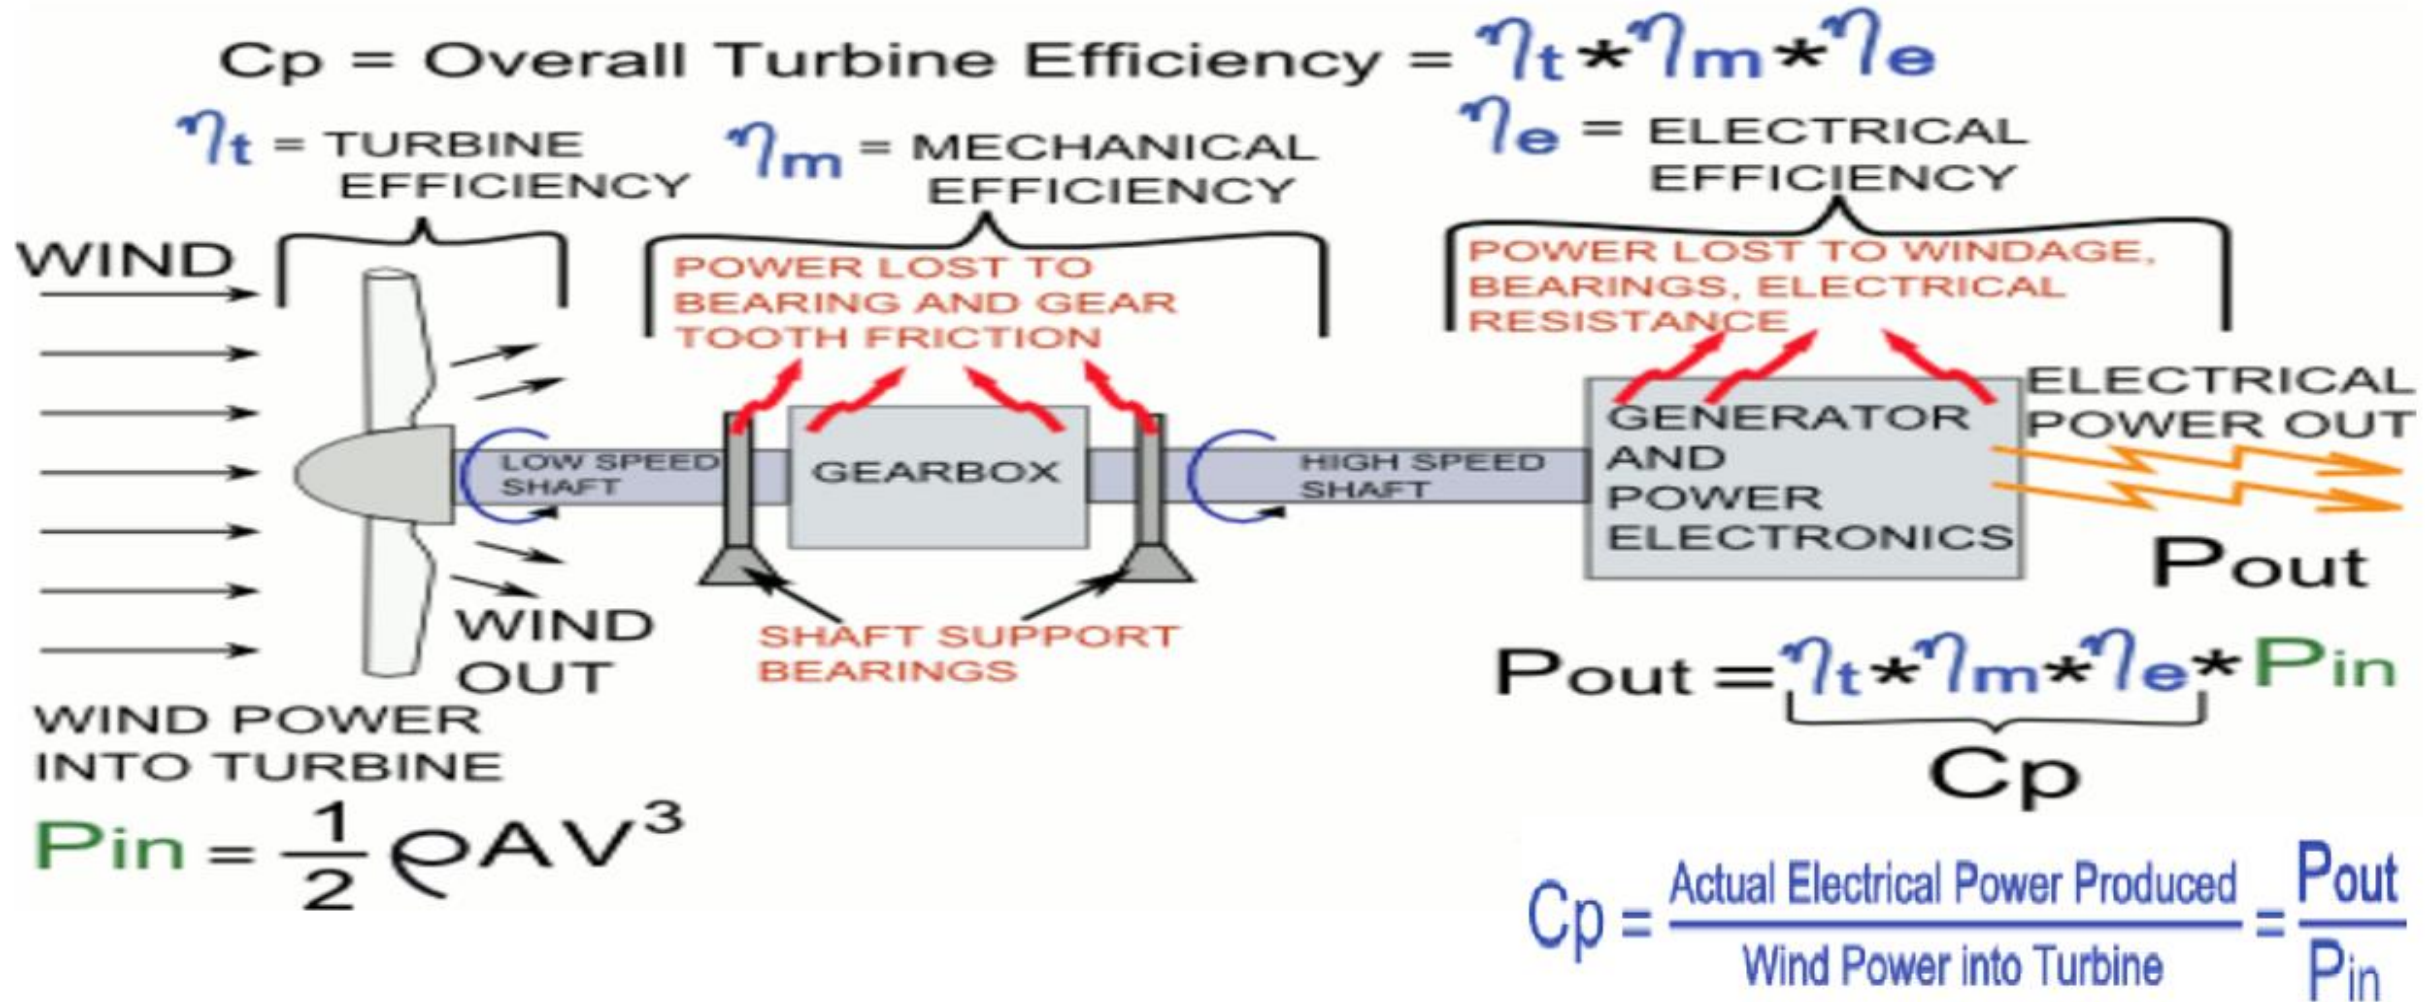 Cp = Overall Turbine Efficiency = ηt*ηm*ηe
ηt = TURBINE
EFFICIENCY
ηm = MECHANICAL
EFFICIENCY
ηe = ELECTRICAL
EFFICIENCY
WIND
POWER LOST TO
BEARING AND GEAR
TOOTH FRICTION
POWER LOST TO WINDAGE,
BEARINGS, ELECTRICAL
RESISTANCE
LOW SPEED
SHAFT
GEARBOX
HIGH SPEED
SHAFT
GENERATOR
AND
POWER
ELECTRONICS
ELECTRICAL
POWER OUT
Pout
WIND
OUT
SHAFT SUPPORT
BEARINGS
Pout = ηt*ηm*ηe*Pin
Cp
WIND POWER
INTO TURBINE
Pin = 1/2 ρAV³
Cp = Actual Electrical Power Produced / Wind Power into Turbine = Pout / Pin